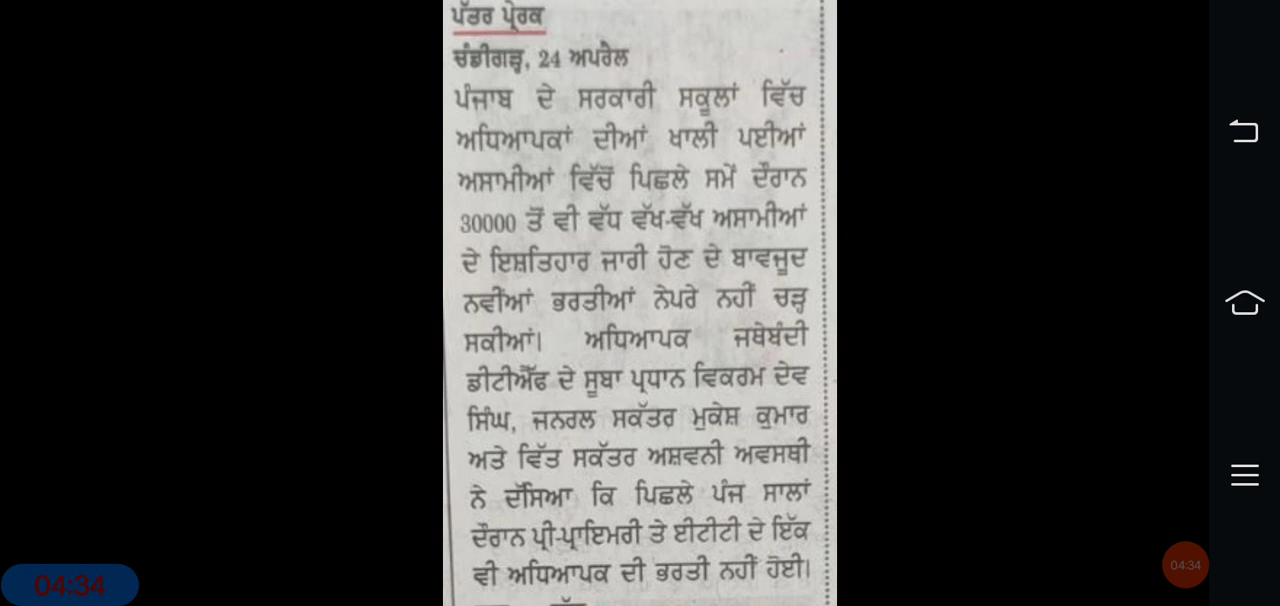 ਪੱਤਰ ਪ੍ਰੇਰਕ
ਚੰਡੀਗੜ੍ਹ, 24 ਅਪਰੈਲ
ਪੰਜਾਬ ਦੇ ਸਰਕਾਰੀ ਸਕੂਲਾਂ ਵਿੱਚ
ਅਧਿਆਪਕਾਂ ਦੀਆਂ ਖਾਲੀ ਪਈਆਂ
ਅਸਾਮੀਆਂ ਵਿੱਚੋਂ ਪਿਛਲੇ ਸਮੇਂ ਦੌਰਾਨ
30000 ਤੋਂ ਵੀ ਵੱਧ ਵੱਖ-ਵੱਖ ਅਸਾਮੀਆਂ
ਦੇ ਇਸ਼ਤਿਹਾਰ ਜਾਰੀ ਹੋਣ ਦੇ ਬਾਵਜੂਦ
ਨਵੀਂਆਂ ਭਰਤੀਆਂ ਨੇਪਰੇ ਨਹੀਂ ਚੜ੍ਹ
ਸਕੀਆਂ। ਅਧਿਆਪਕ ਜਥੇਬੰਦੀ
ਡੀਟੀਐੱਫ ਦੇ ਸੂਬਾ ਪ੍ਰਧਾਨ ਵਿਕਰਮ ਦੇਵ
ਸਿੰਘ, ਜਨਰਲ ਸਕੱਤਰ ਮੁਕੇਸ਼ ਕੁਮਾਰ
ਅਤੇ ਵਿੱਤ ਸਕੱਤਰ ਅਸ਼ਵਨੀ ਅਵਸਥੀ
ਨੇ ਦੱਸਿਆ ਕਿ ਪਿਛਲੇ ਪੰਜ ਸਾਲਾਂ
ਦੌਰਾਨ ਪ੍ਰੀ-ਪ੍ਰਾਇਮਰੀ ਤੇ ਈਟੀਟੀ ਦੇ ਇੱਕ
ਵੀ ਅਧਿਆਪਕ ਦੀ ਭਰਤੀ ਨਹੀਂ ਹੋਈ।
04:34
04:34